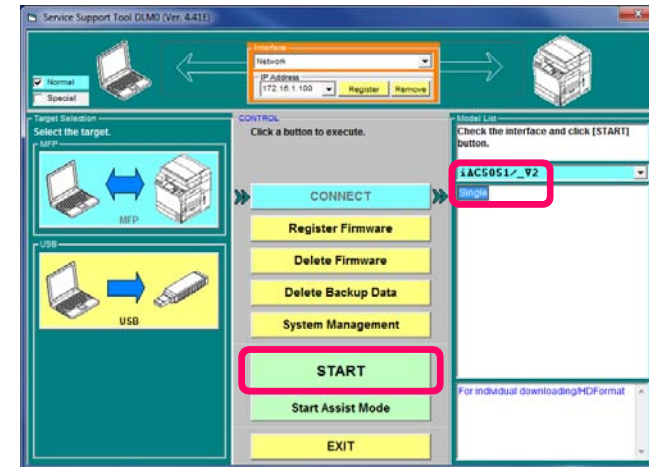 Service Support Tool DLM0 (Ver. 4.41E)
Normal
Special
Interface
Network
IP Address
172.16.1.100
Register
Remove
Target Selection
Select the target.
MFP
MFP
USB
USB
CONTROL
Click a button to execute.
CONNECT
Register Firmware
Delete Firmware
Delete Backup Data
System Management
START
Start Assist Mode
EXIT
Model List
Check the interface and click [START]
button.
iAC5051/_V2
Single
For individual downloading/HDFormat